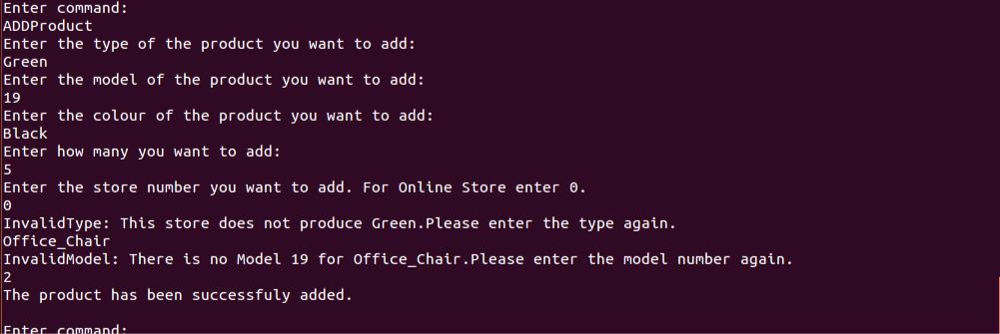 Enter command:
ADDProduct
Enter the type of the product you want to add:
Green
Enter the model of the product you want to add:
19
Enter the colour of the product you want to add:
Black
Enter how many you want to add:
5
Enter the store number you want to add. For Online Store enter 0.
0
InvalidType: This store does not produce Green.Please enter the type again.
Office_Chair
InvalidModel: There is no Model 19 for Office_Chair.Please enter the model number again.
2
The product has been successfuly added.
Enter command: